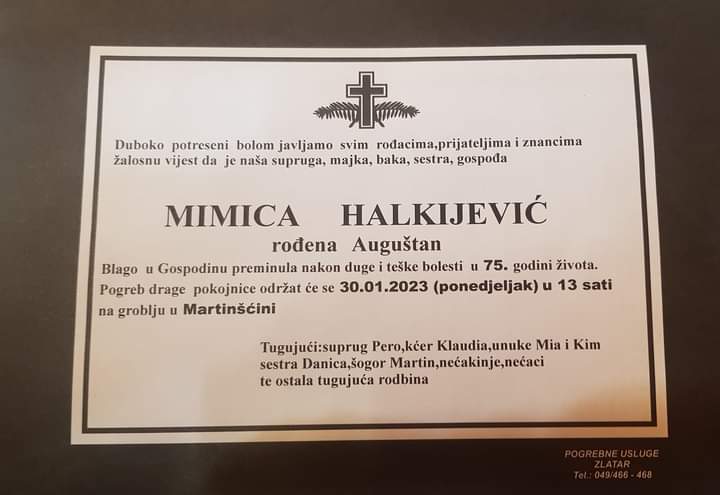 Duboko potreseni bolom javljamo svim rođacima,prijateljima i znancima
žalosnu vijest da je naša supruga, majka, baka, sestra, gospođa
MIMICA HALKIJEVIĆ
rođena Auguštan
Blago u Gospodinu preminula nakon duge i teške bolesti u 75. godini života.
Pogreb drage pokojnice održat će se 30.01.2023 (ponedjeljak) u 13 sati
na groblju u Martinšćini
Tugujući:suprug Pero,kćer Klaudia,unuke Mia i Kim
sestra Danica,šogor Martin,nećakinje,nećaci
te ostala tugujuća rodbina
POGREBNE USLUGE
ZLATAR
Tel.: 049/466 - 468